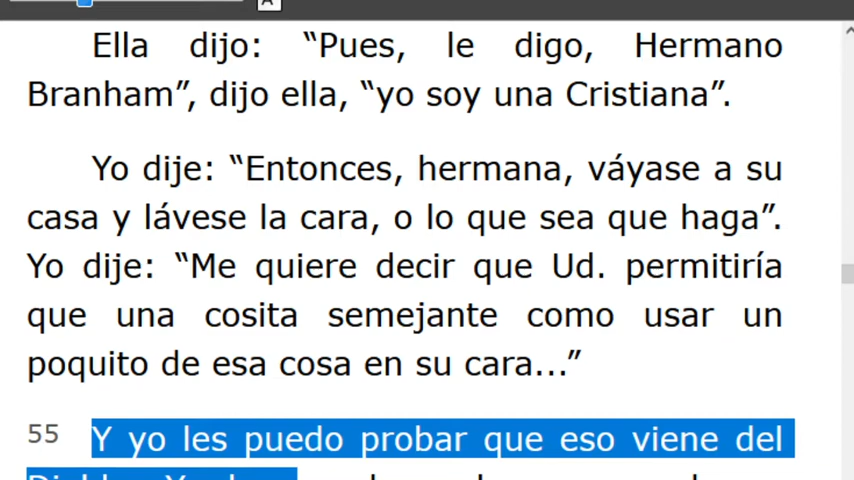 Ella dijo: “Pues, le digo, Hermano
Branham”, dijo ella, “yo soy una Cristiana”.
Yo dije: “Entonces, hermana, váyase a su
casa y lávese la cara, o lo que sea que haga”.
Yo dije: “Me quiere decir que Ud. permitiría
que una cosita semejante como usar un
poquito de esa cosa en su cara...”
55 Y yo les puedo probar que eso viene del